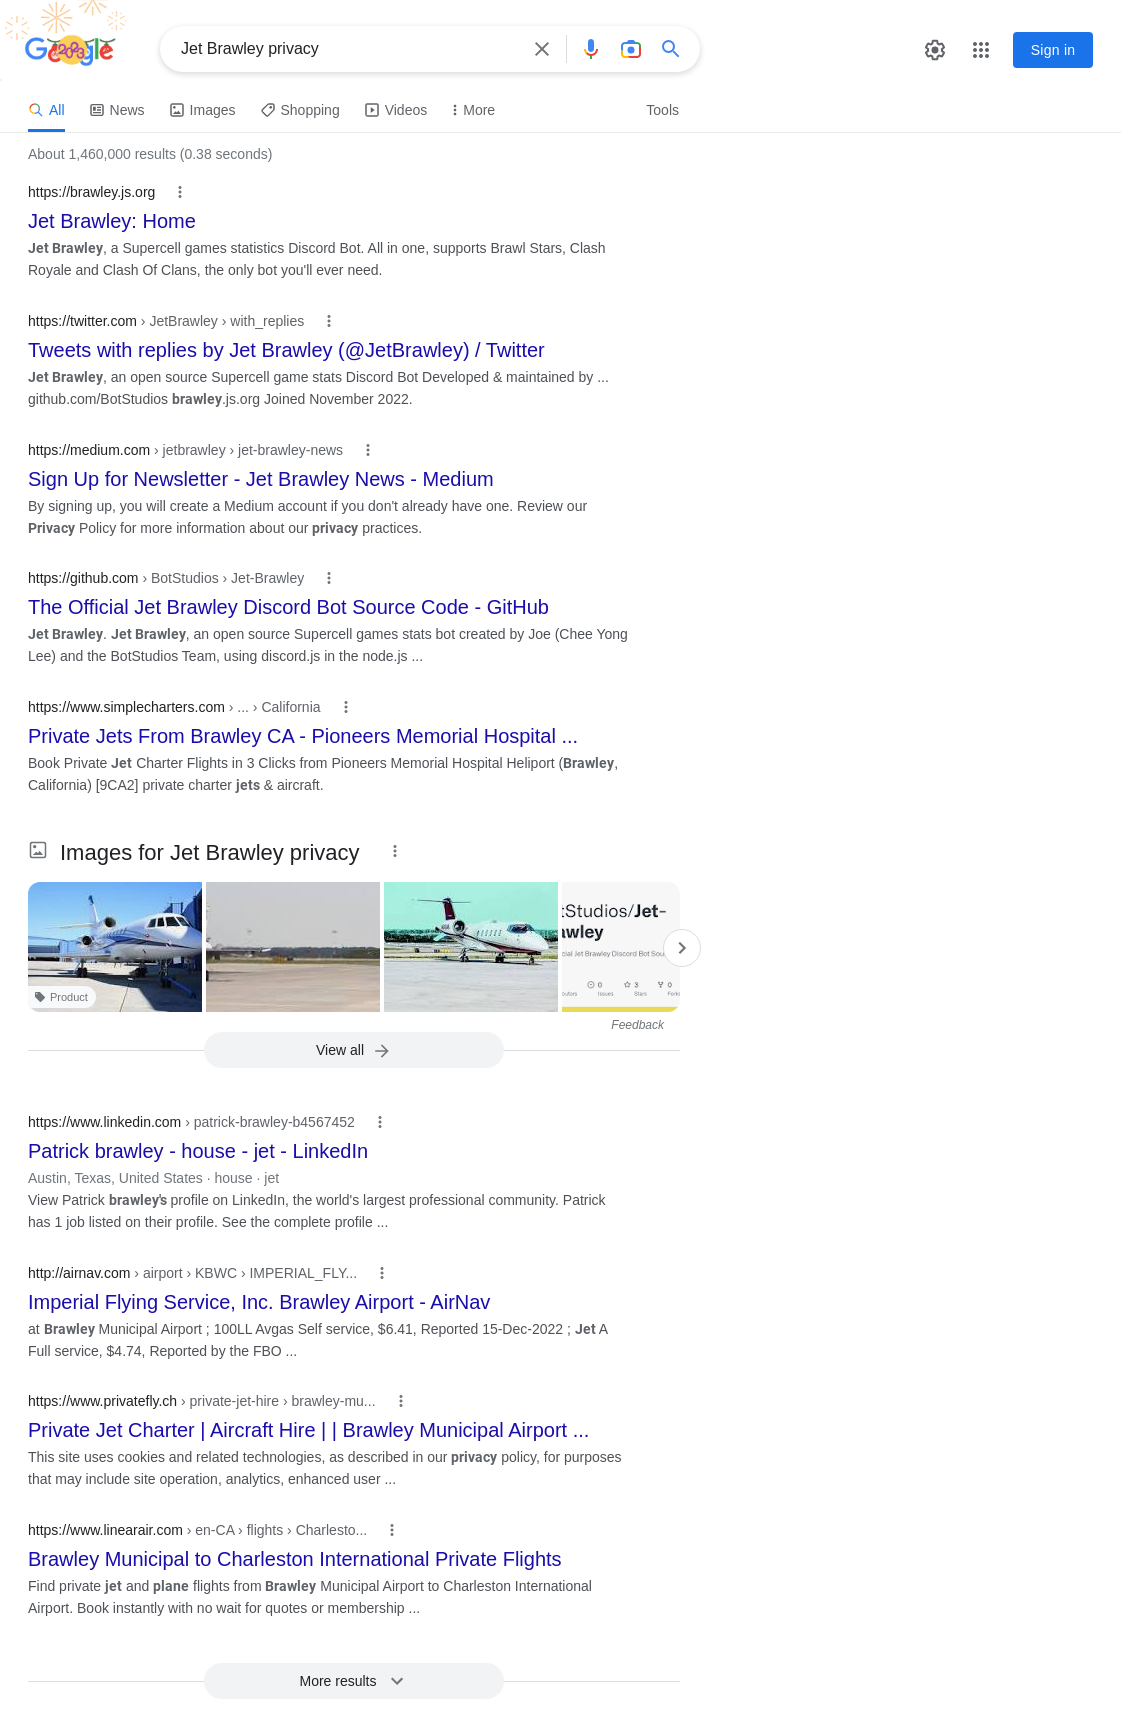 Google
2023
Jet Brawley privacy
Sign in
All
News
Images
Shopping
Videos
More
Tools
About 1,460,000 results (0.38 seconds)
https://brawley.js.org
Jet Brawley: Home
Jet Brawley, a Supercell games statistics Discord Bot. All in one, supports Brawl Stars, Clash
Royale and Clash Of Clans, the only bot you'll ever need.
https://twitter.com › JetBrawley › with_replies
Tweets with replies by Jet Brawley (@JetBrawley) / Twitter
Jet Brawley, an open source Supercell game stats Discord Bot Developed & maintained by ...
github.com/BotStudios brawley.js.org Joined November 2022.
https://medium.com › jetbrawley › jet-brawley-news
Sign Up for Newsletter - Jet Brawley News - Medium
By signing up, you will create a Medium account if you don't already have one. Review our
Privacy Policy for more information about our privacy practices.
https://github.com › BotStudios › Jet-Brawley
The Official Jet Brawley Discord Bot Source Code - GitHub
Jet Brawley. Jet Brawley, an open source Supercell games stats bot created by Joe (Chee Yong
Lee) and the BotStudios Team, using discord.js in the node.js ...
https://www.simplecharters.com › ... › California
Private Jets From Brawley CA - Pioneers Memorial Hospital ...
Book Private Jet Charter Flights in 3 Clicks from Pioneers Memorial Hospital Heliport (Brawley,
California) [9CA2] private charter jets & aircraft.
Images for Jet Brawley privacy
Product
tStudios/Jet-
awley
cial Jet Brawley Discord Bot Sou
0 3 0
Issues Stars Forks
Feedback
View all
https://www.linkedin.com › patrick-brawley-b4567452
Patrick brawley - house - jet - LinkedIn
Austin, Texas, United States · house · jet
View Patrick brawley's profile on LinkedIn, the world's largest professional community. Patrick
has 1 job listed on their profile. See the complete profile ...
http://airnav.com › airport › KBWC › IMPERIAL_FLY...
Imperial Flying Service, Inc. Brawley Airport - AirNav
at Brawley Municipal Airport ; 100LL Avgas Self service, $6.41, Reported 15-Dec-2022 ; Jet A
Full service, $4.74, Reported by the FBO ...
https://www.privatefly.ch › private-jet-hire › brawley-mu...
Private Jet Charter | Aircraft Hire | | Brawley Municipal Airport ...
This site uses cookies and related technologies, as described in our privacy policy, for purposes
that may include site operation, analytics, enhanced user ...
https://www.linearair.com › en-CA › flights › Charlesto...
Brawley Municipal to Charleston International Private Flights
Find private jet and plane flights from Brawley Municipal Airport to Charleston International
Airport. Book instantly with no wait for quotes or membership ...
More results